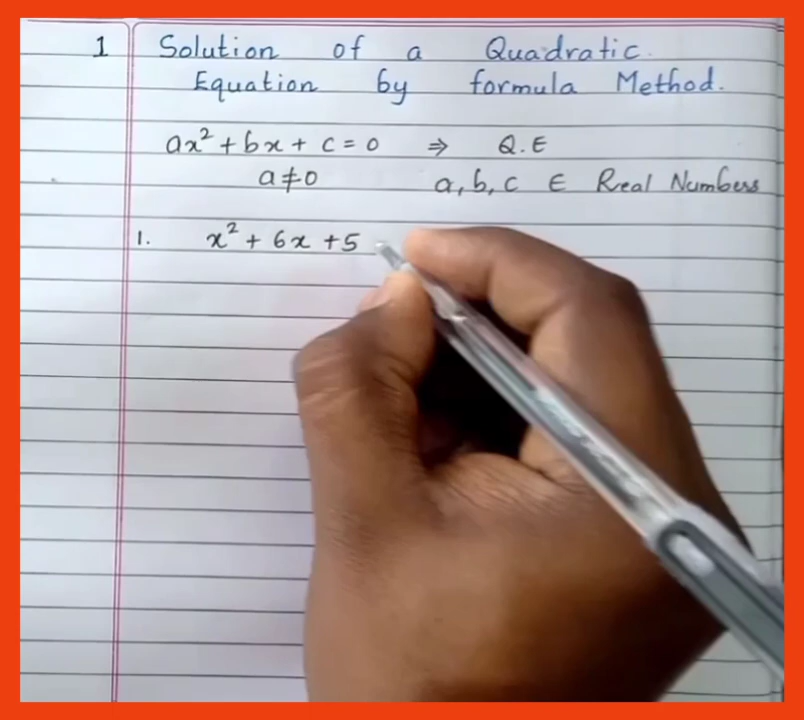 1 Solution of a Quadratic.
Equation by formula Method.
ax² + bx + c = 0 ⇒ Q.E
a ≠ 0 a, b, c ∈ Real Numbers
1. x² + 6x + 5